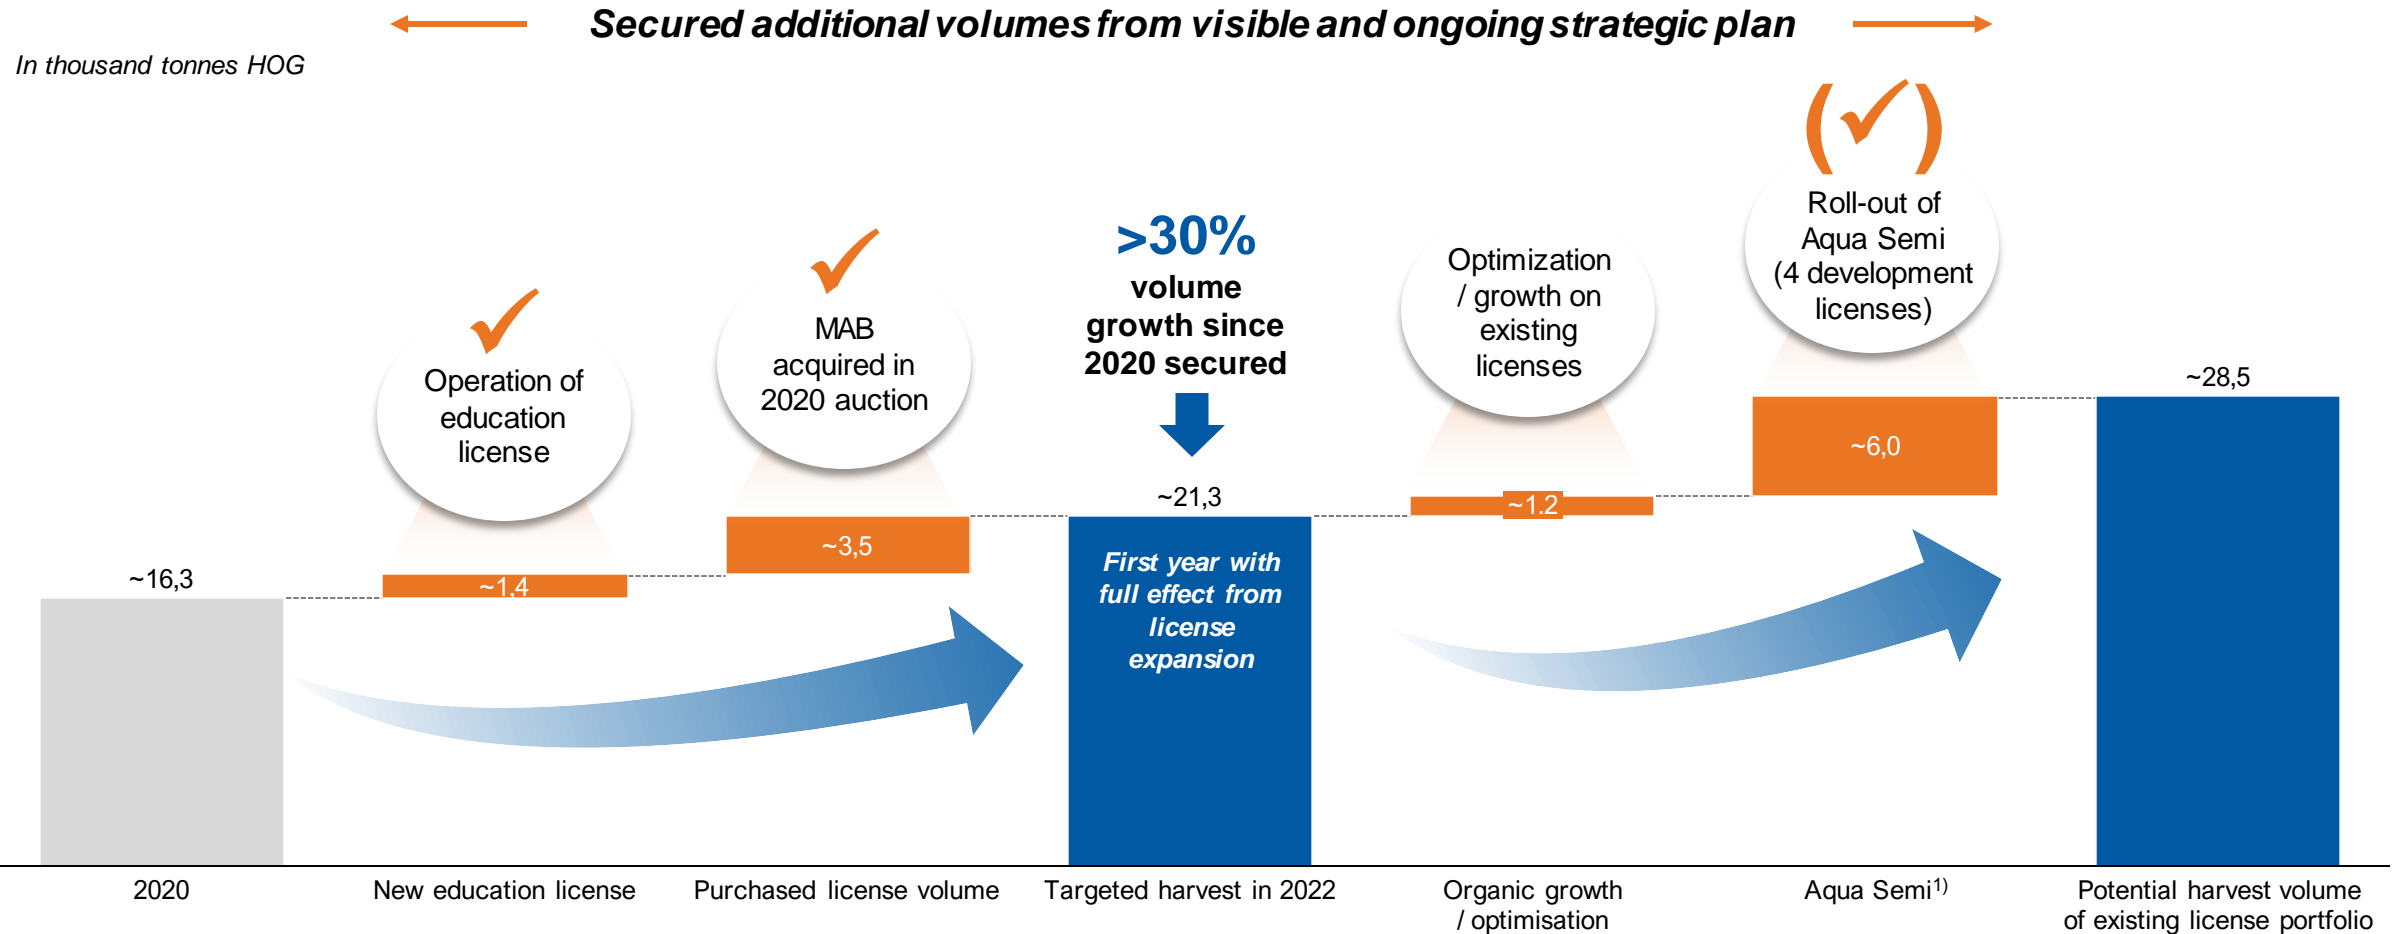 Secured additional volumes from visible and ongoing strategic plan
In thousand tonnes HOG
Operation of
education
license
MAB
acquired in
2020 auction
>30%
volume
growth since
2020 secured
Optimization
/ growth on
existing
licenses
Roll-out of
Aqua Semi
(4 development
licenses)
~16,3
~1,4
~3,5
~21,3
First year with
full effect from
license
expansion
~1.2
~6,0
~28,5
2020
New education license
Purchased license volume
Targeted harvest in 2022
Organic growth
/ optimisation
Aqua Semi1)
Potential harvest volume
of existing license portfolio